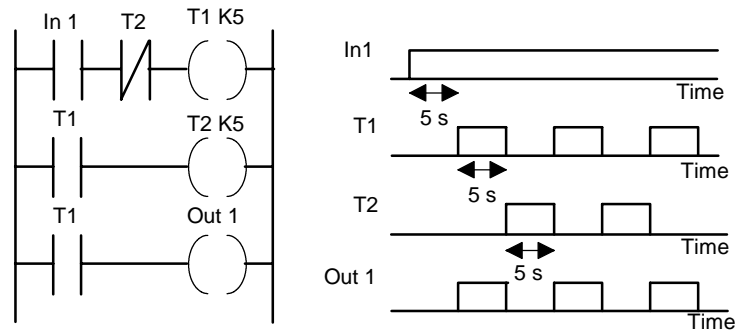 In 1 T2 T1 K5
T1 T2 K5
T1 Out 1
In1
Time
5 s
T1
Time
5 s
T2
Time
5 s
Out 1
Time